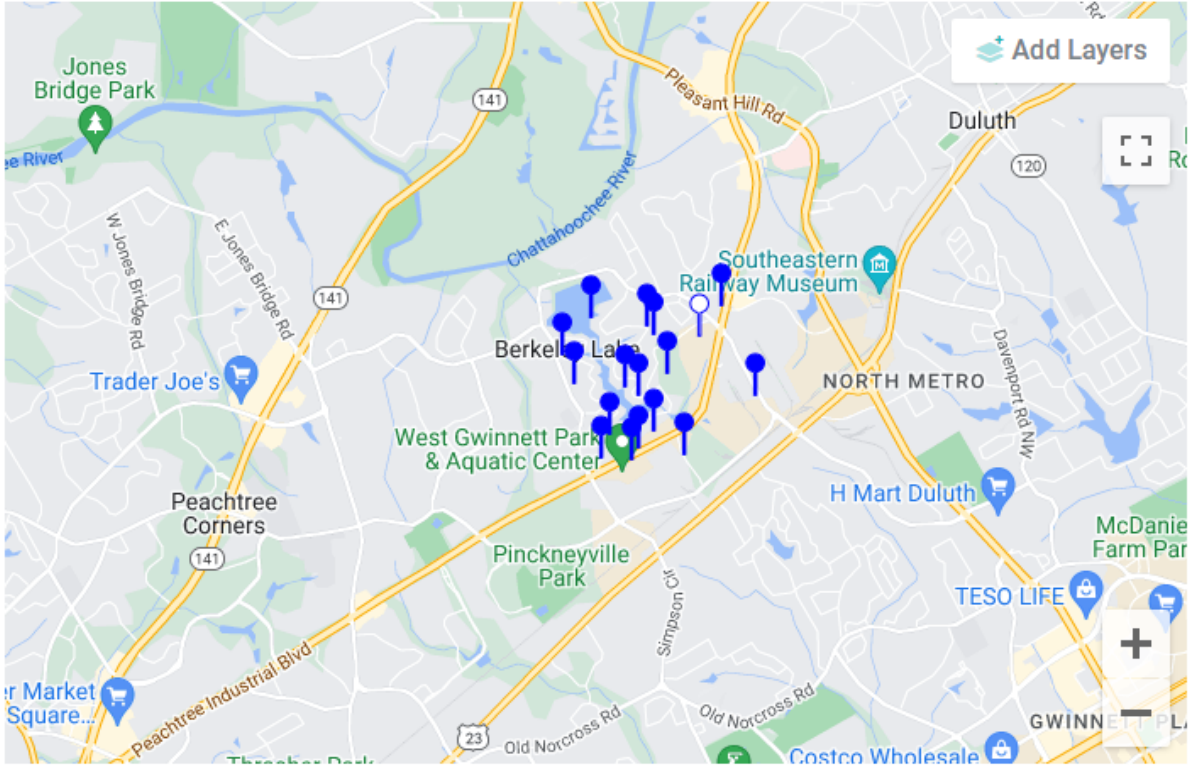 Rd
Add Layers
Jones
Bridge Park
141
Pleasant Hill Rd
Duluth
120
ee River
Chattahoochee River
W Jones Bridge Rd
E Jones Bridge Rd
Southeastern
Railway Museum
141
Berkeley Lake
Davenport Rd NW
Trader Joe's
NORTH METRO
West Gwinnett Park
& Aquatic Center
H Mart Duluth
Peachtree
Corners
McDanie
Farm Par
141
Pinckneyville
Park
Simpson Cir
TESO LIFE
Peachtree Industrial Blvd
er Market
Square...
23
Old Norcross Rd
Old Norcross Rd
GWINNETT PLA
Costco Wholesale
Thrasher Park